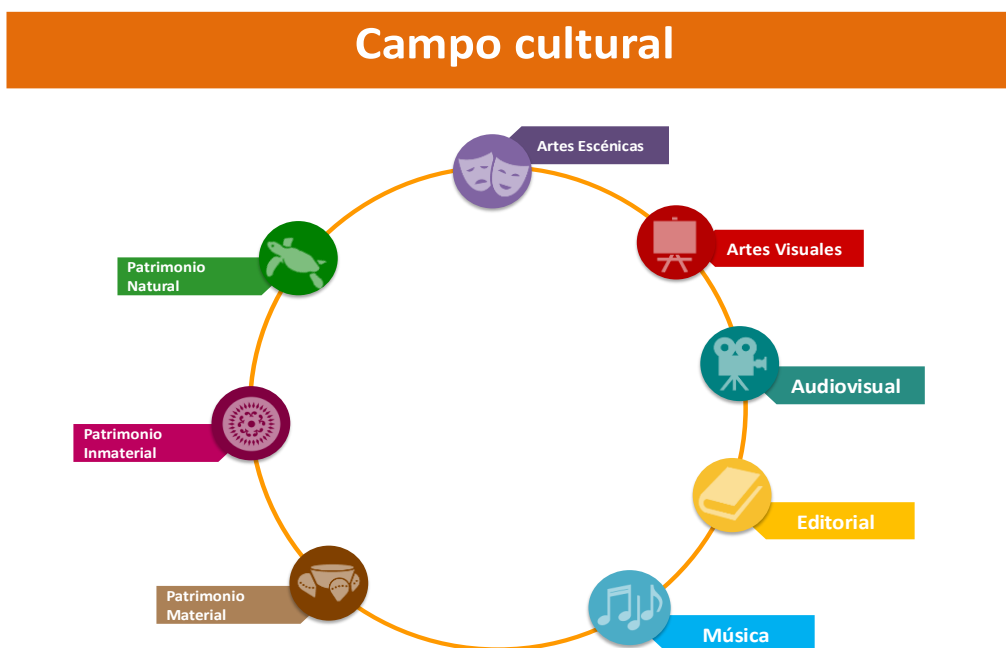 Campo cultural
Artes Escénicas
Artes Visuales
Audiovisual
Editorial
Música
Patrimonio
Material
Patrimonio
Inmaterial
Patrimonio
Natural